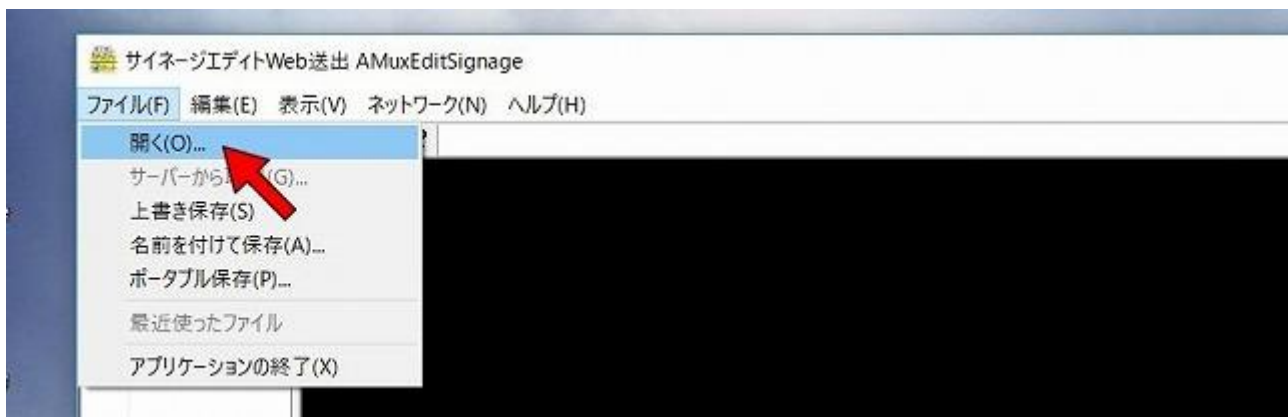 サイネージエディトWeb送出 AMuxEditSignage
ファイル(F) 編集(E) 表示(V) ネットワーク(N) ヘルプ(H)
開く(O)...
サーバーから (G)...
上書き保存(S)
名前を付けて保存(A)...
ポータブル保存(P)...
最近使ったファイル
アプリケーションの終了(X)